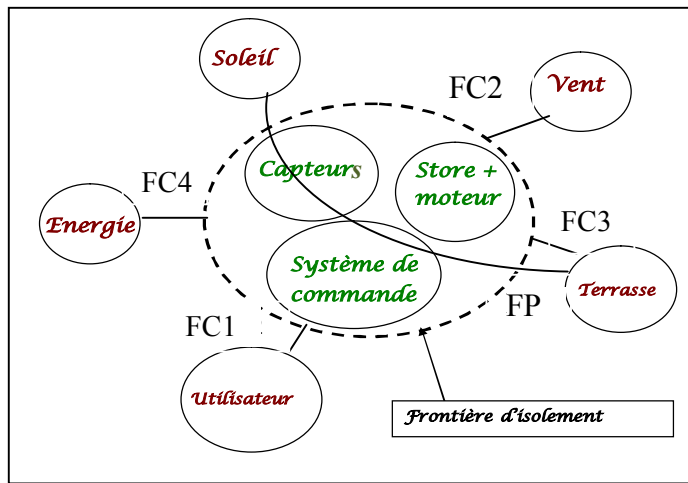 Soleil
FC2
Vent
Capteurs
Store +
moteur
FC4
Energie
FC3
Système de
commande
Terrasse
FP
FC1
Utilisateur
Frontière d'isolement